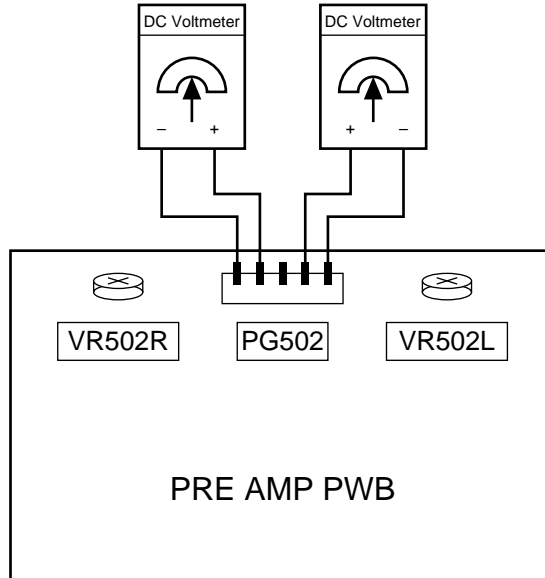 DC Voltmeter DC Voltmeter
– + + –
VR502R PG502 VR502L
PRE AMP PWB